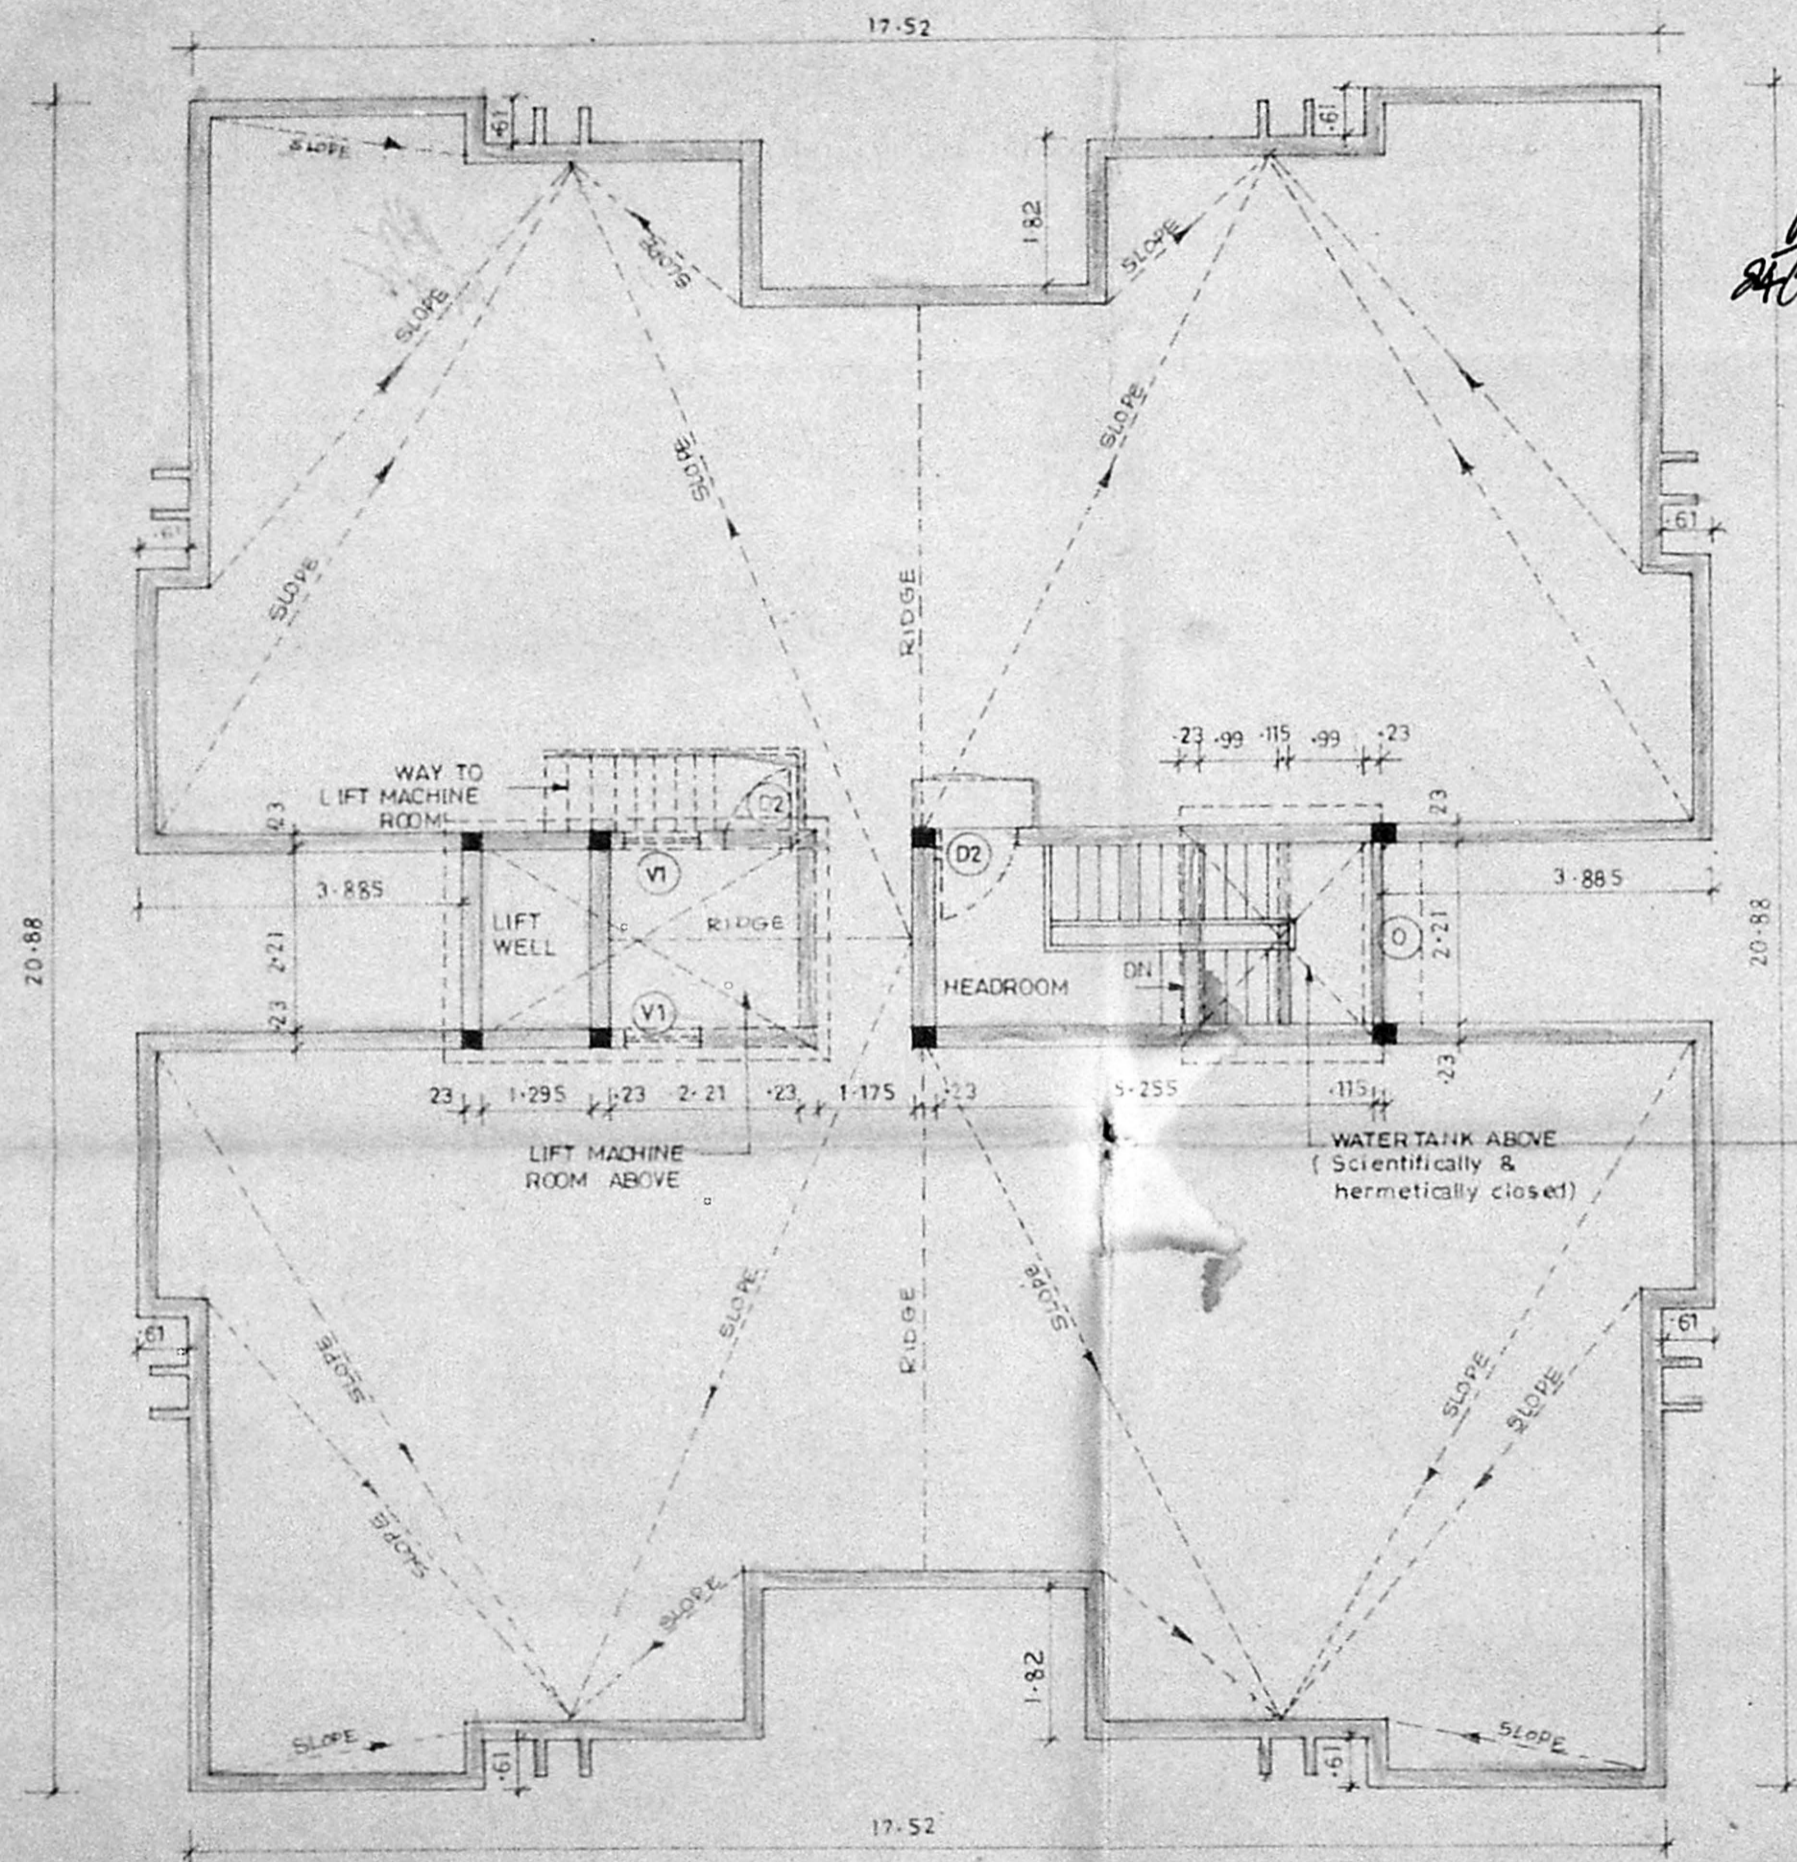 17·52
·61
·61
SLOPE
1·82
SLOPE
SLOPE
SLOPE
SLOPE
SLOPE
SLOPE
·61
SLOPE
RIDGE
·23 ·99 ·115 ·99 ·23
WAY TO
LIFT MACHINE
ROOM
D2
·23
·23
V1
D2
3·885
3·885
20·88
2·21
LIFT
WELL
RIDGE
O
2·21
20·88
HEADROOM
DN
·23
V1
·23
23 1·295 ·23 2·21 ·23 1·175 ·23 5·255 ·115
LIFT MACHINE
ROOM ABOVE
WATER TANK ABOVE
( Scientifically &
hermetically closed)
SLOPE
SLOPE
RIDGE
·61
·61
SLOPE
SLOPE
SLOPE
SLOPE
SLOPE
1·82
SLOPE
SLOPE
·61
·61
17·52